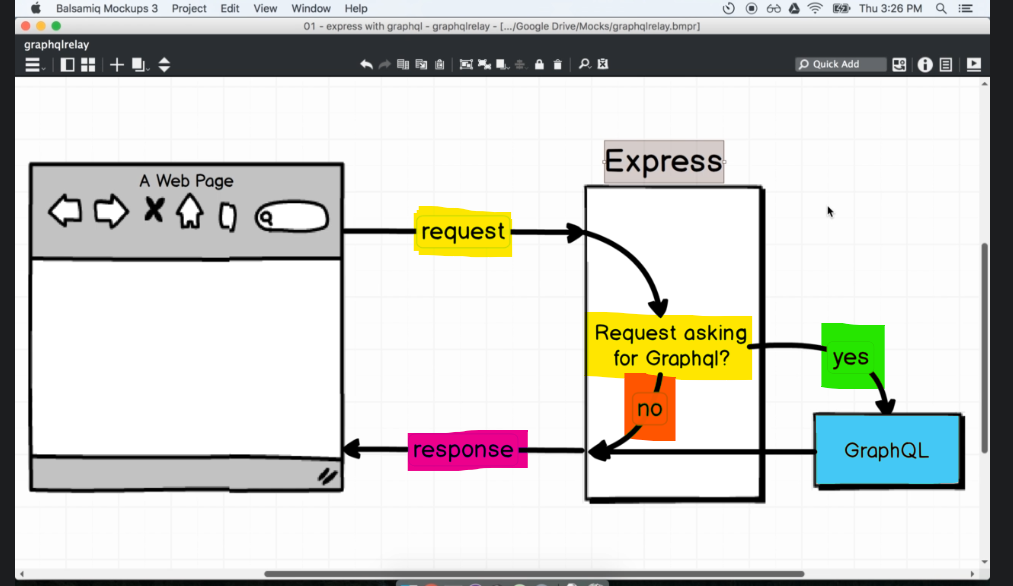 Balsamiq Mockups 3 Project Edit View Window Help Thu 3:26 PM
01 - express with graphql - graphqlrelay - [.../Google Drive/Mocks/graphqlrelay.bmpr]
graphqlrelay
Quick Add
Express
A Web Page
request
Request asking
for Graphql?
yes
no
response
GraphQL